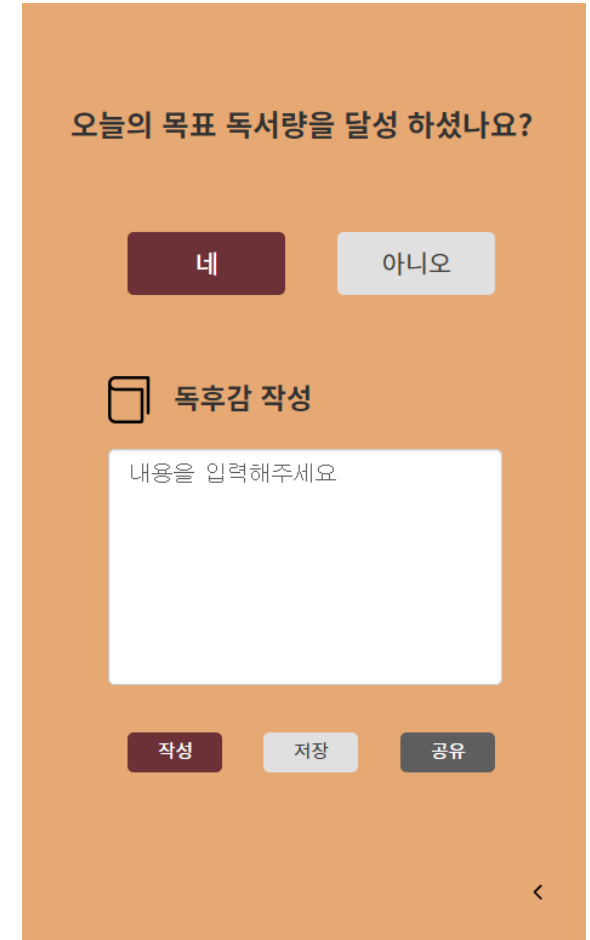 오늘의 목표 독서량을 달성 하셨나요?
네 아니오
독후감 작성
내용을 입력해주세요
작성 저장 공유